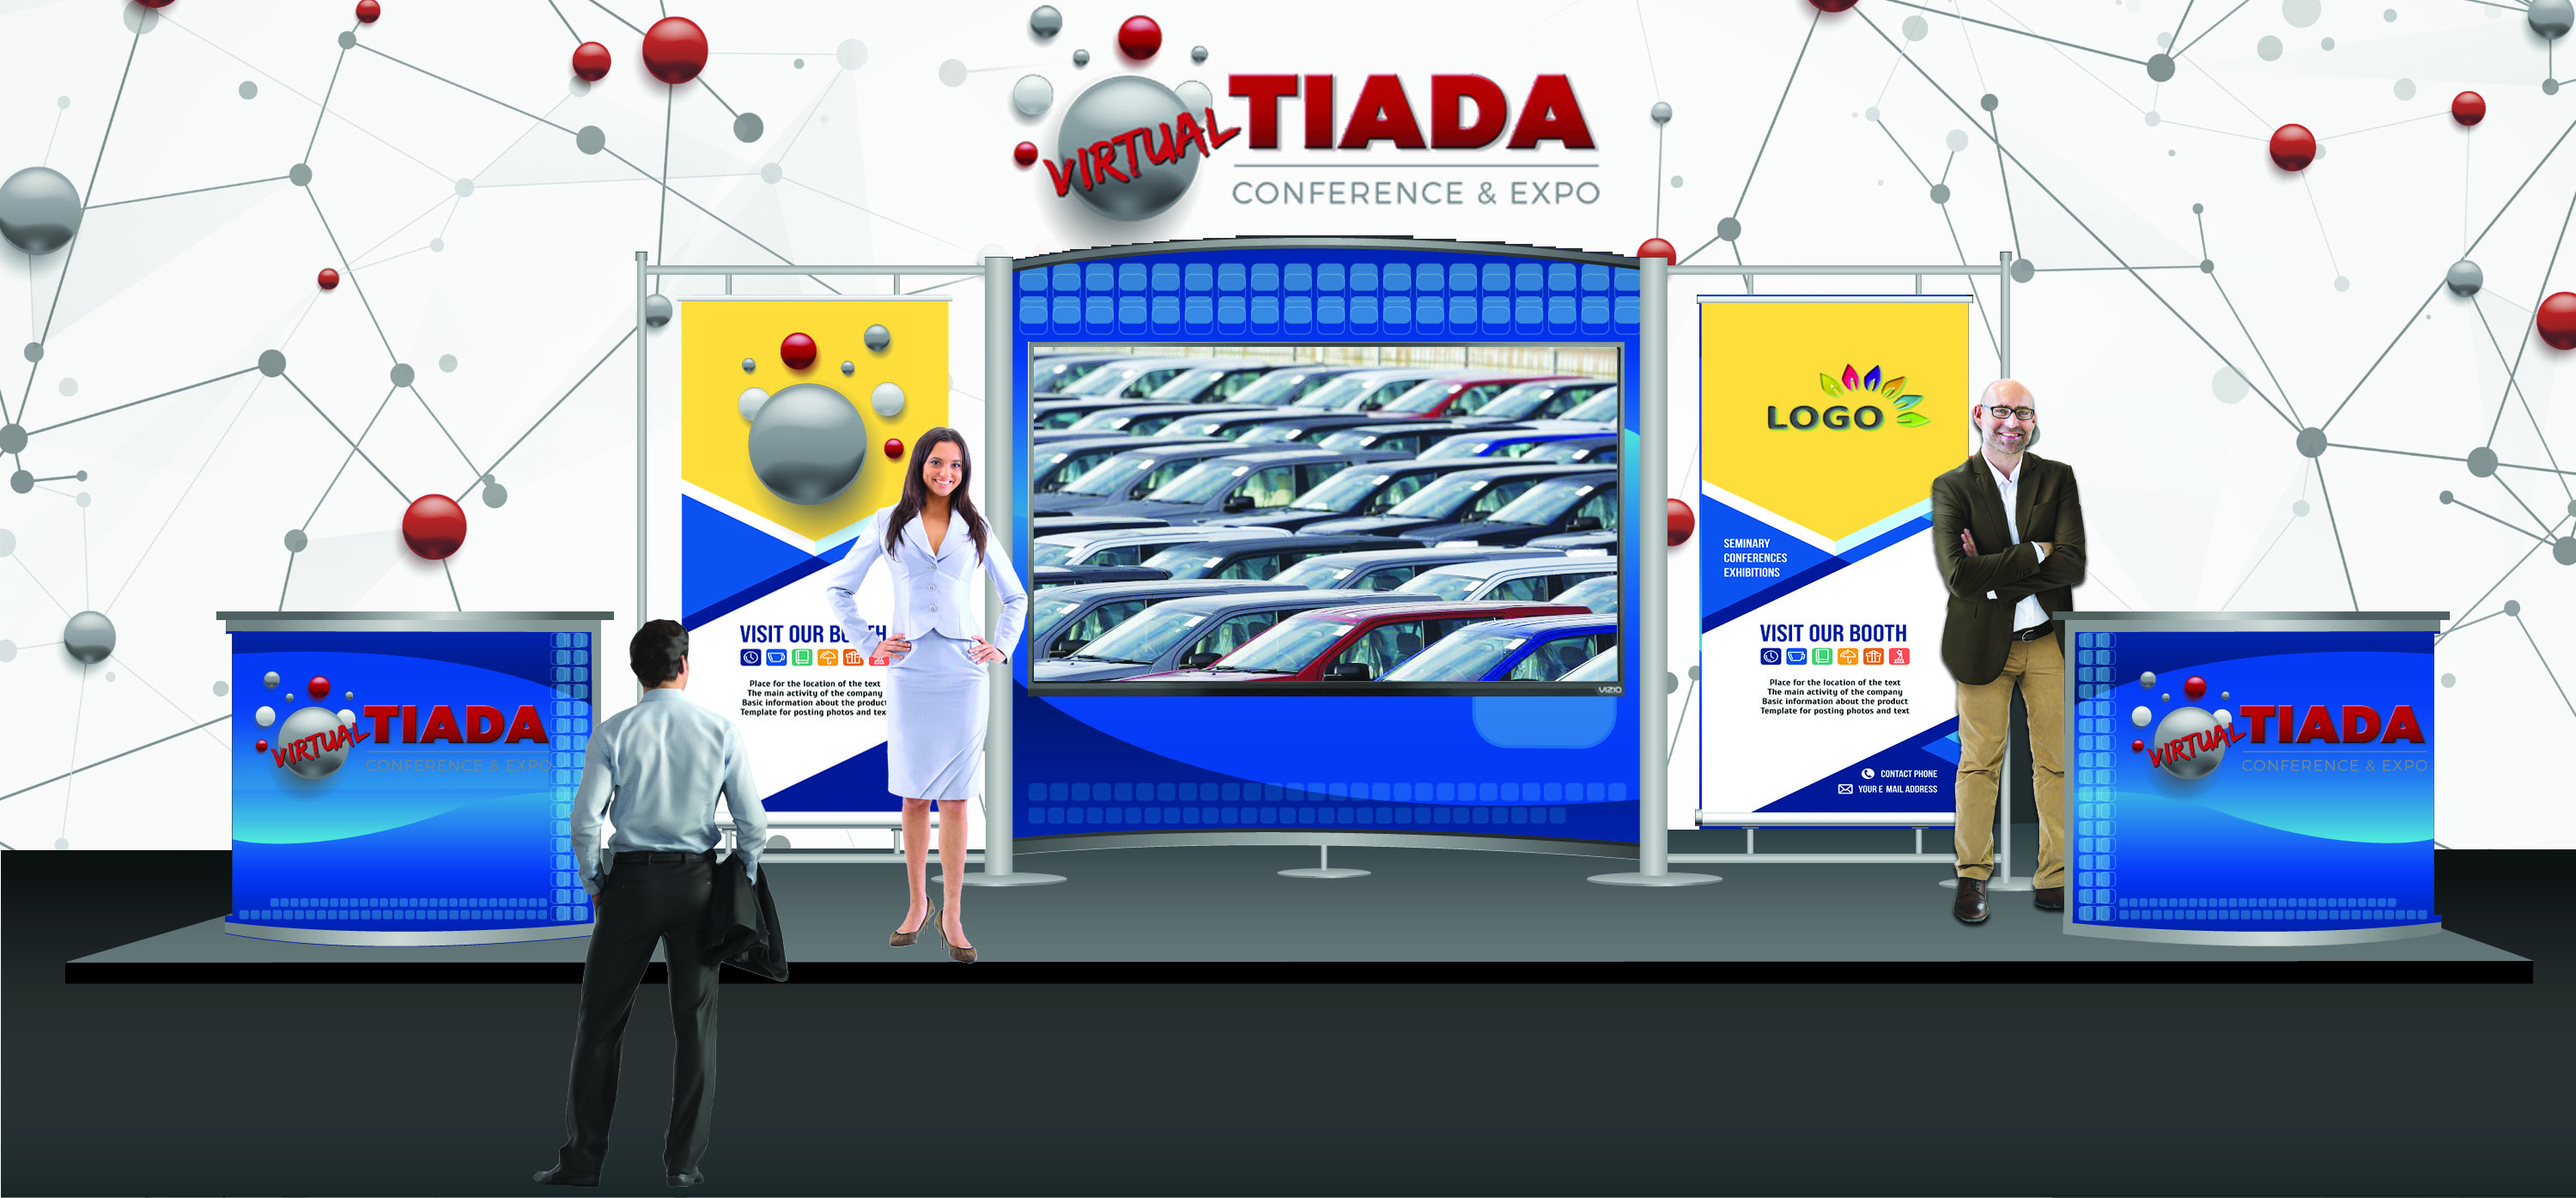 VIRTUAL TIADA
CONFERENCE & EXPO
LOGO
SEMINARY
CONFERENCES
EXHIBITIONS
VISIT OUR B TH
Place for the location of the text
The main activity of the company
Basic information about the product
Template for posting photos and tex
VISIT OUR BOOTH
Place for the location of the text
The main activity of the company
Basic information about the product
Template for posting photos and text
CONTACT PHONE
YOUR E MAIL ADDRESS
VIZIO
VIRTUAL TIADA
CONFERENCE & EXPO
VIRTUAL TIADA
CONFERENCE & EXPO